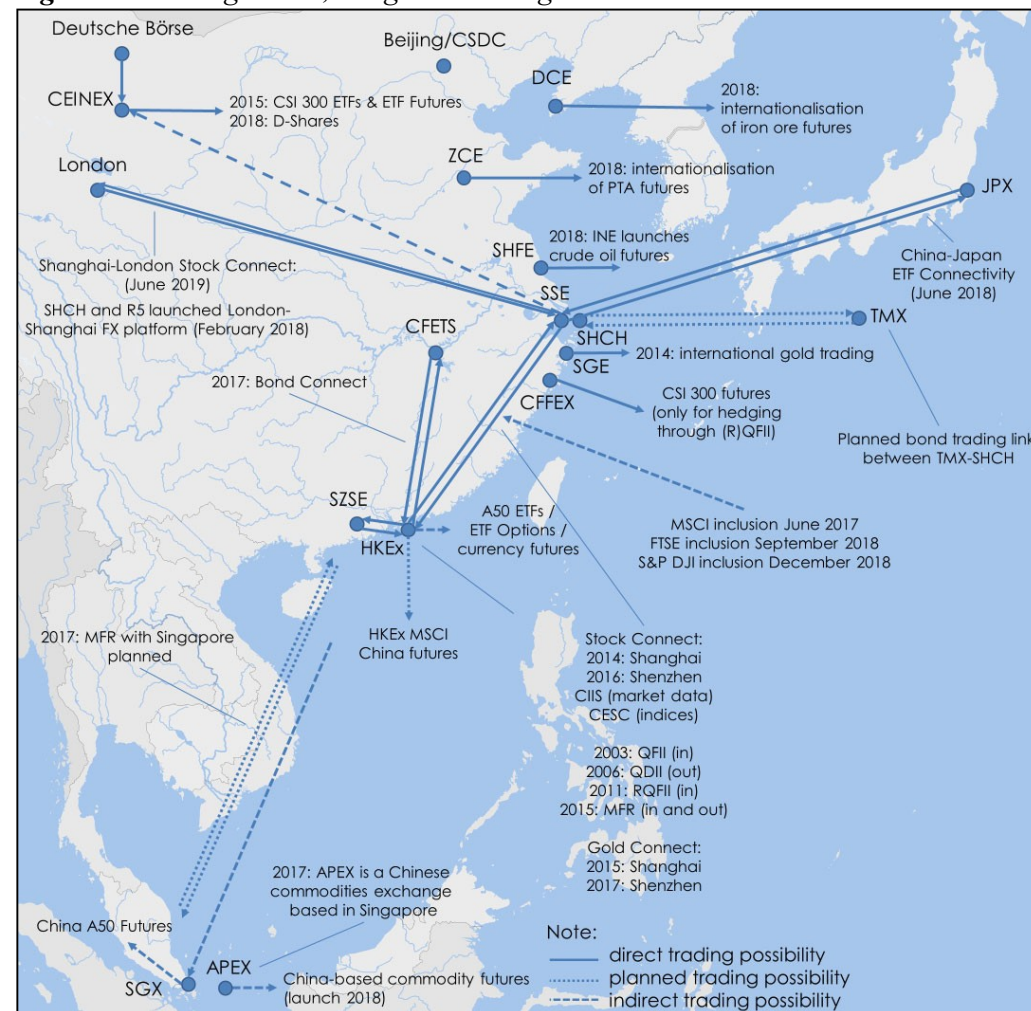 Deutsche Börse
Beijing/CSDC
CEINEX
2015: CSI 300 ETFs & ETF Futures
2018: D-Shares
DCE
2018:
internationalisation
of iron ore futures
London
ZCE
2018: internationalisation
of PTA futures
JPX
Shanghai-London Stock Connect:
(June 2019)
SHCH and R5 launched London-
Shanghai FX platform (February 2018)
SHFE
2018: INE launches
crude oil futures
China-Japan
ETF Connectivity
(June 2018)
SSE
CFETS
SHCH
TMX
SGE
2014: international gold trading
2017: Bond Connect
CFFEX
CSI 300 futures
(only for hedging
through (R)QFII)
Planned bond trading link
between TMX-SHCH
SZSE
HKEx
A50 ETFs /
ETF Options /
currency futures
MSCI inclusion June 2017
FTSE inclusion September 2018
S&P DJI inclusion December 2018
HKEx MSCI
China futures
2017: MFR with Singapore
planned
Stock Connect:
2014: Shanghai
2016: Shenzhen
CIIS (market data)
CESC (indices)
2003: QFII (in)
2006: QDII (out)
2011: RQFII (in)
2015: MFR (in and out)
Gold Connect:
2015: Shanghai
2017: Shenzhen
2017: APEX is a Chinese
commodities exchange
based in Singapore
China A50 Futures
SGX
APEX
China-based commodity futures
(launch 2018)
Note:
direct trading possibility
planned trading possibility
indirect trading possibility